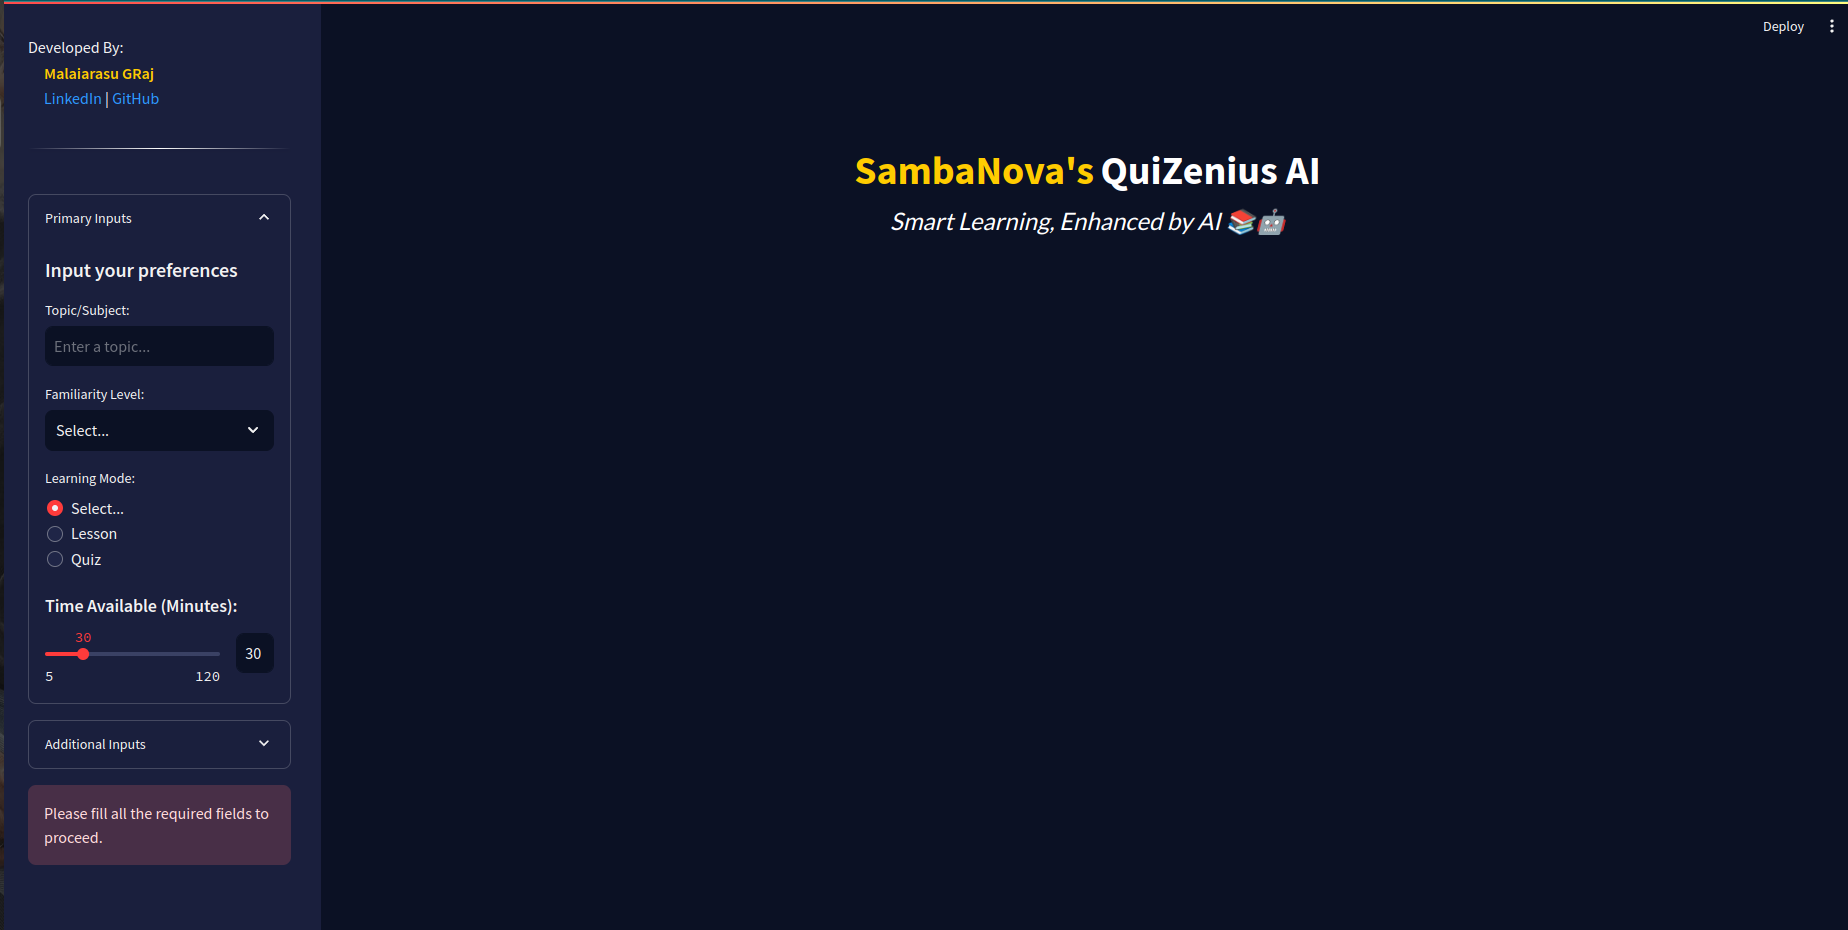 Deploy
Developed By:
Malaiarasu GRaj
LinkedIn | GitHub
SambaNova's QuiZenius AI
Smart Learning, Enhanced by AI 📚🤖
Primary Inputs
Input your preferences
Topic/Subject:
Enter a topic...
Familiarity Level:
Select...
Learning Mode:
Select...
Lesson
Quiz
Time Available (Minutes):
30
30
5 120
Additional Inputs
Please fill all the required fields to
proceed.